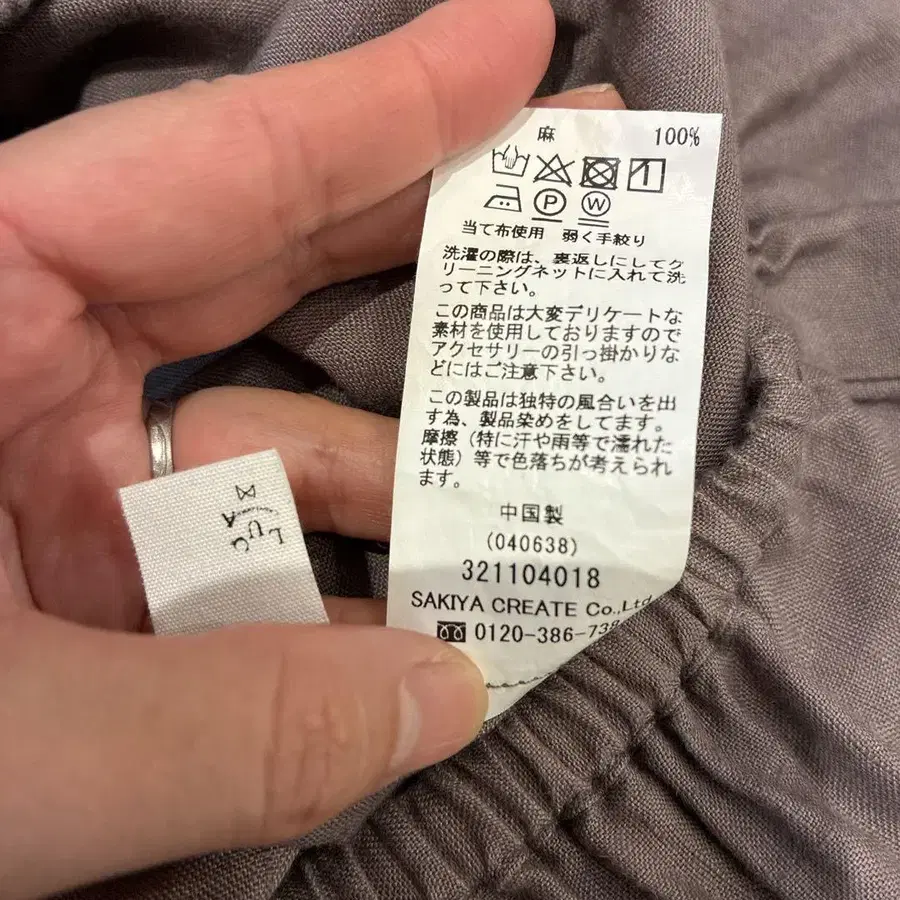 麻 100%
P W
当て布使用 弱く手絞り
洗濯の際は、裏返しにしてク
リーニングネットに入れて洗
って下さい。
この商品は大変デリケートな
素材を使用しておりますので
アクセサリーの引っ掛かりな
どにはご注意下さい。
この製品は独特の風合いを出
す為、製品染めをしてます。
摩擦（特に汗や雨等で濡れた
状態）等で色落ちが考えられ
ます。
中国製
(040638)
321104018
SAKIYA CREATE Co.,Ltd
0120-386-738
LUCA